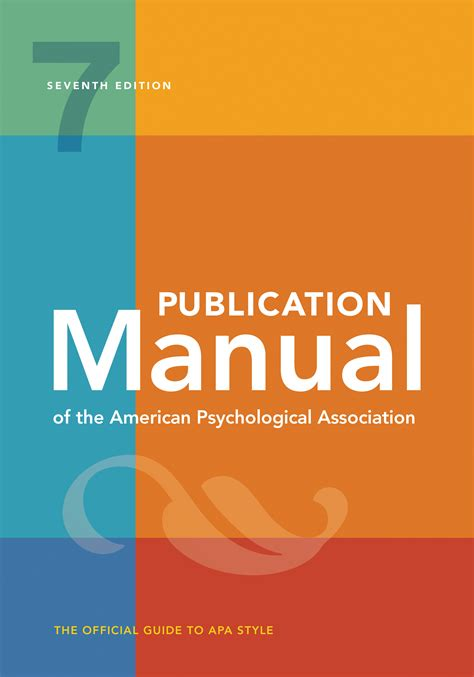 7
SEVENTH EDITION
PUBLICATION
Manual
of the American Psychological Association
THE OFFICIAL GUIDE TO APA STYLE